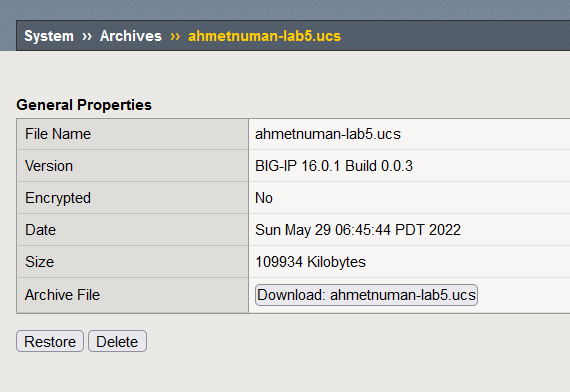 System ›› Archives ›› ahmetnuman-lab5.ucs
General Properties
File Name ahmetnuman-lab5.ucs
Version BIG-IP 16.0.1 Build 0.0.3
Encrypted No
Date Sun May 29 06:45:44 PDT 2022
Size 109934 Kilobytes
Archive File Download: ahmetnuman-lab5.ucs
Restore Delete